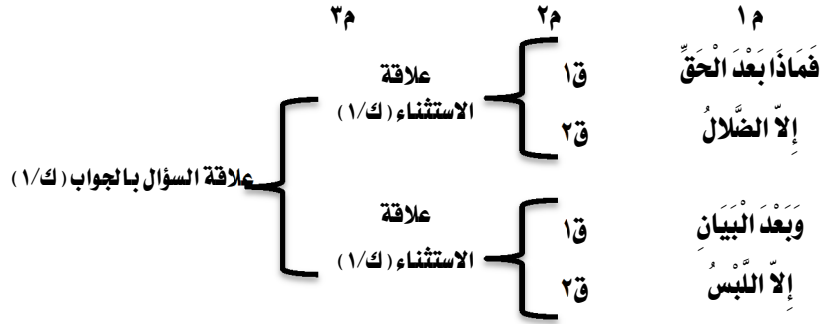 م١ م٢ م٣
فَمَاذَا بَعْدَ الْحَقِّ ق١
علاقة
الاستثناء (ك/١)
إِلاّ الضَّلالُ ق٢
علاقة السؤال بالجواب (ك/١)
وَبَعْدَ الْبَيَانِ ق١
علاقة
الاستثناء (ك/١)
إِلاّ اللَّبْسُ ق٢